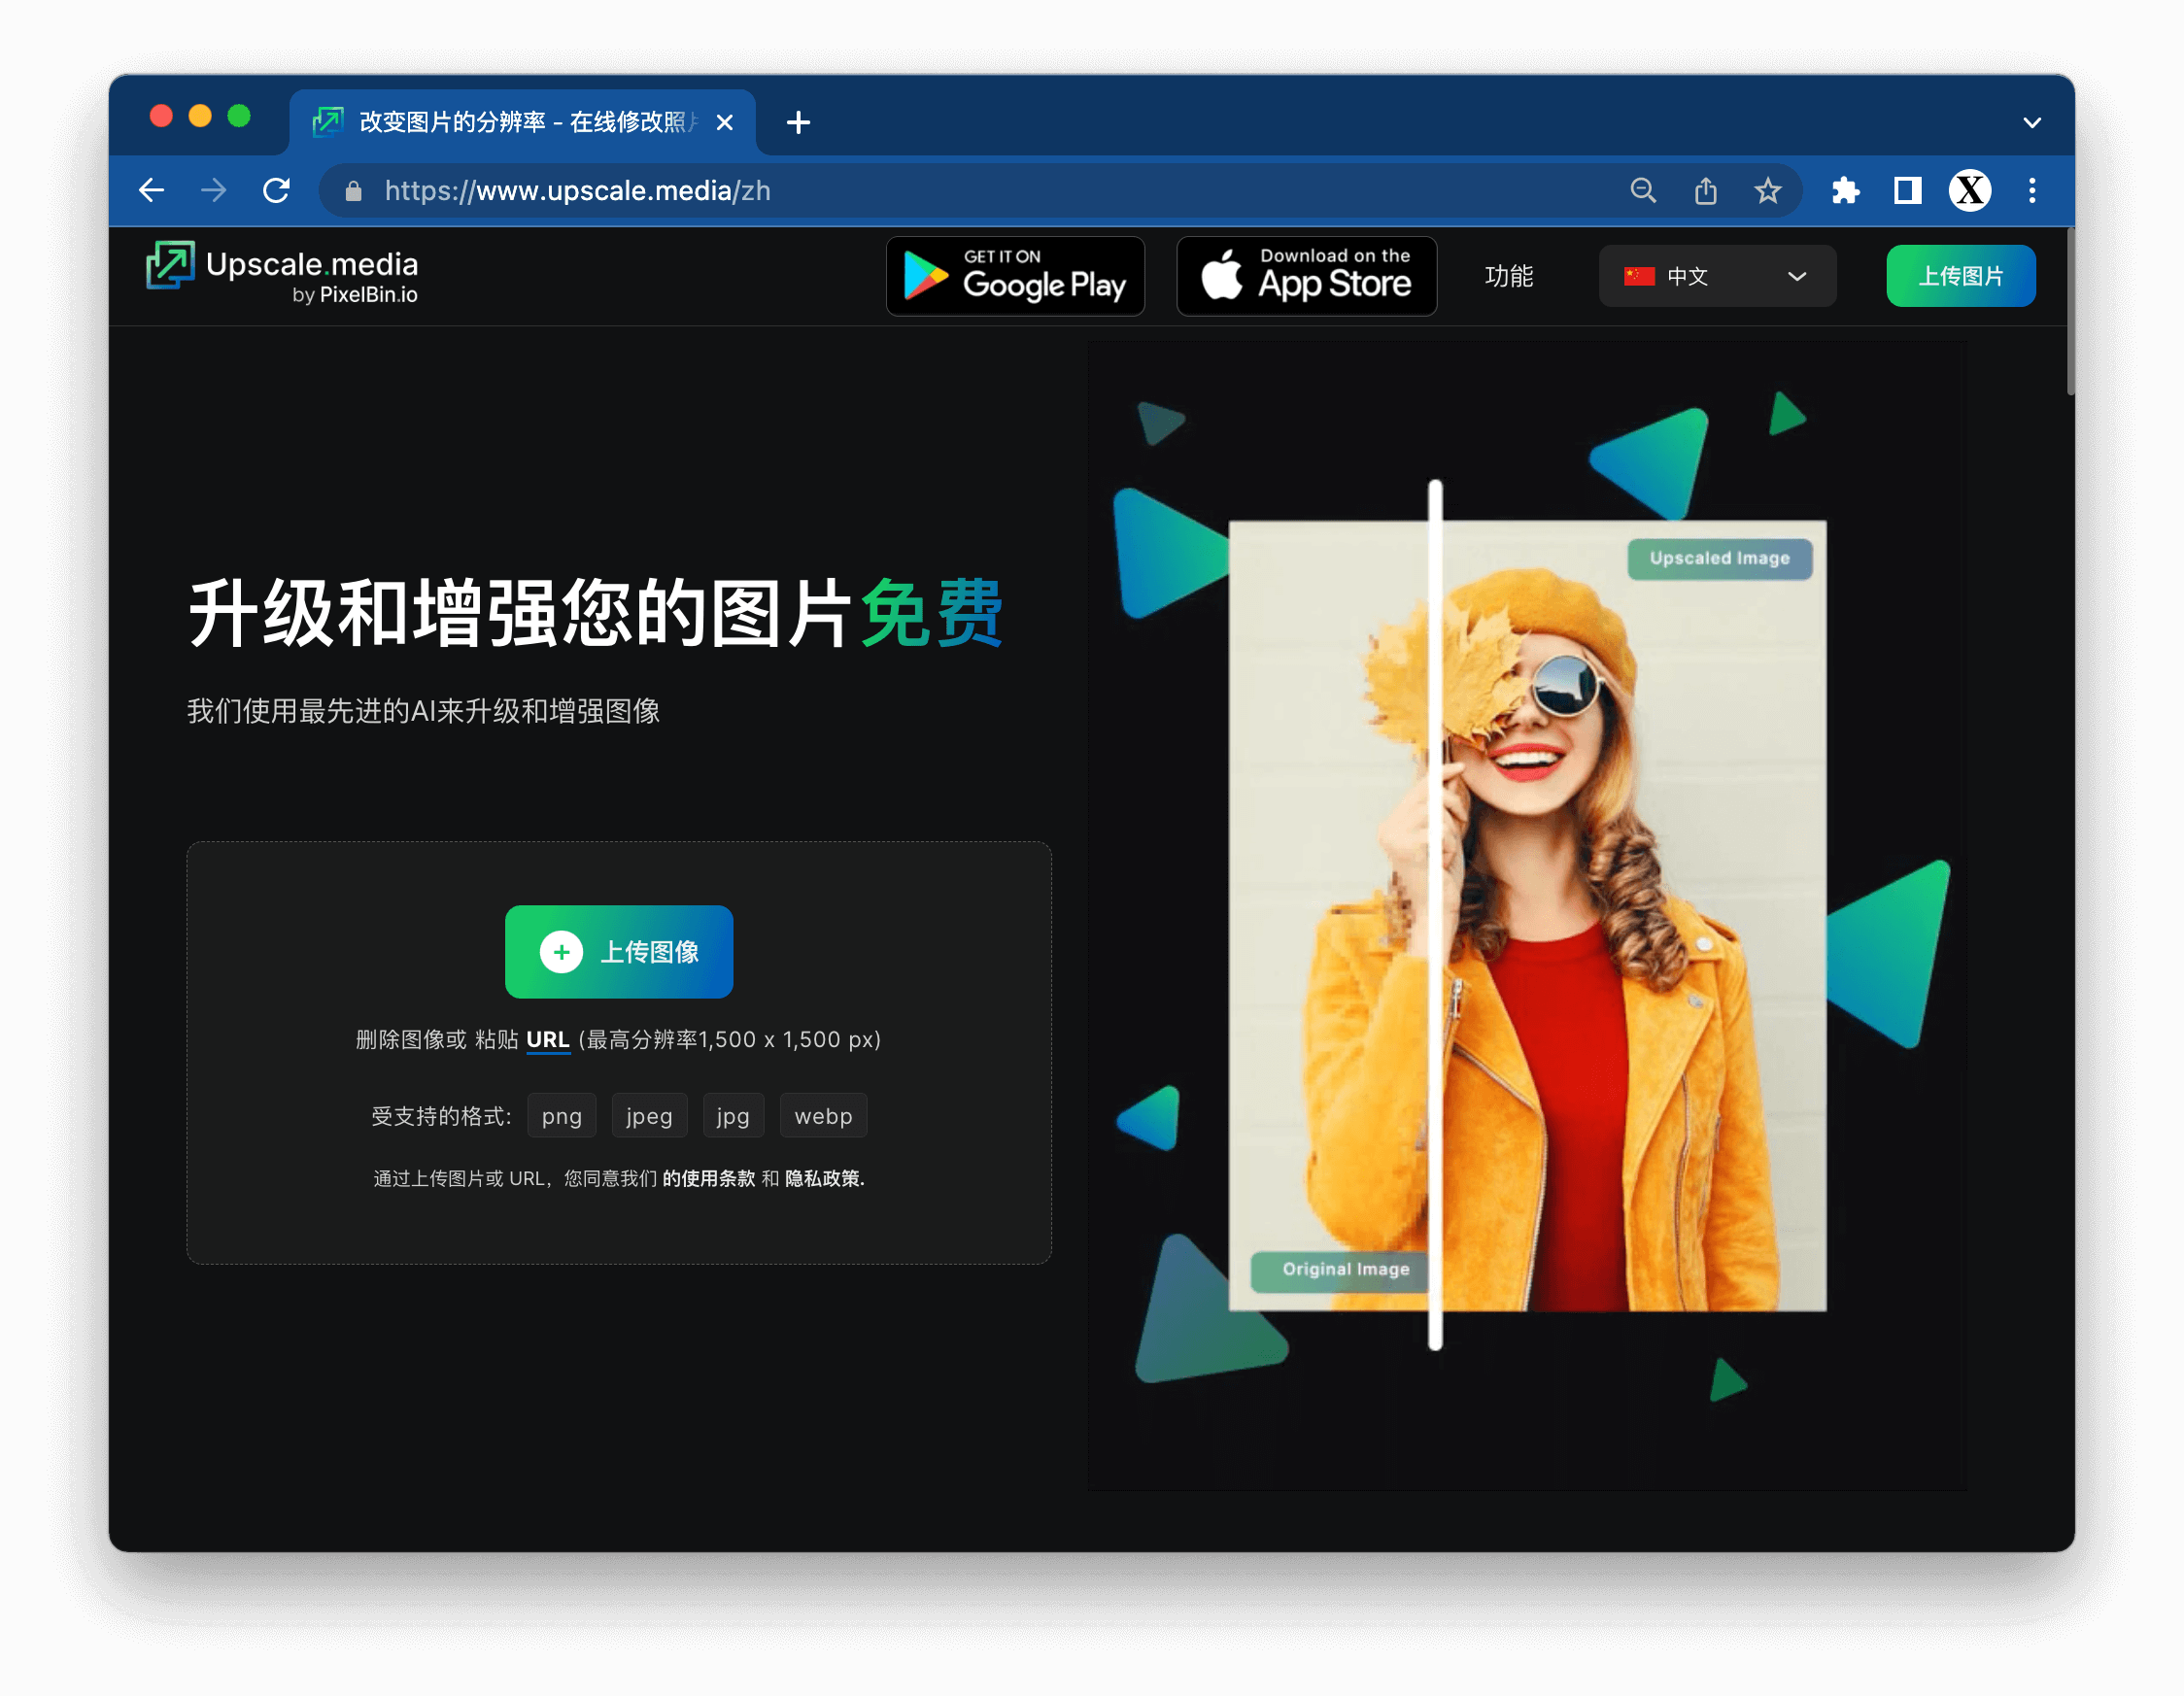 改变图片的分辨率 - 在线修改照
https://www.upscale.media/zh
X
Upscale.media
by PixelBin.io
GET IT ON
Google Play
Download on the
App Store
功能
中文
上传图片
升级和增强您的图片免费
我们使用最先进的AI来升级和增强图像
上传图像
删除图像或 粘贴 URL (最高分辨率1,500 x 1,500 px)
受支持的格式: png jpeg jpg webp
通过上传图片或 URL，您同意我们 的使用条款 和 隐私政策.
Upscaled Image
Original Image